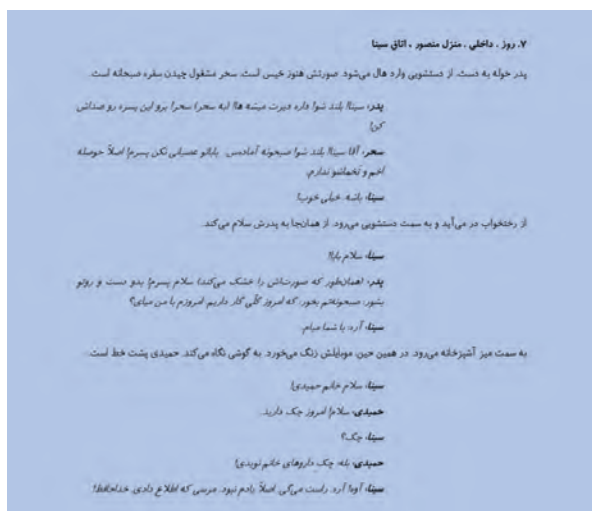 ۷. روز . داخلی . منزل منصور . اتاق سینا
پدر حوله به دست، از دستشویی وارد هال می‌شود. صورتش هنوز خیس است. سحر مشغول چیدن سفره صبحانه است.
پدر: سینا! بلند شو! داره دیرت میشه ها! (به سحر) سحر! برو این پسره رو صداش
کن!
سحر: آقا سینا! بلند شو! صبحونه آماده‌س. باباتو عصبانی نکن پسرم! اصلاً حوصله
اخم و تَخماشو ندارم.
سینا: باشه. خیلی خوب!
از رختخواب در می‌آید و به سمت دستشویی می‌رود. از همان‌جا به پدرش سلام می‌کند.
سینا: سلام بابا!
پدر: (همان‌طور که صورت‌اش را خشک می‌کند) سلام پسرم! بدو دست و روتو
بشور، صبحونه‌تم بخور، که امروز کُلّی کار داریم. امروزم با من میای؟
سینا: آره، با شما میام.
به سمت میز آشپزخانه می‌رود. در همین حین، موبایلش زنگ می‌خورد. به گوشی نگاه می‌کند. حمیدی پشت خط است.
سینا: سلام خانم حمیدی!
حمیدی: سلام! امروز چک دارید.
سینا: چک؟
حمیدی: بله، چک داروهای خانم نویدی!
سینا: آوه! آره. راست می‌گی. اصلاً یادم نبود. مرسی که اطلاع دادی. خداحافظ!